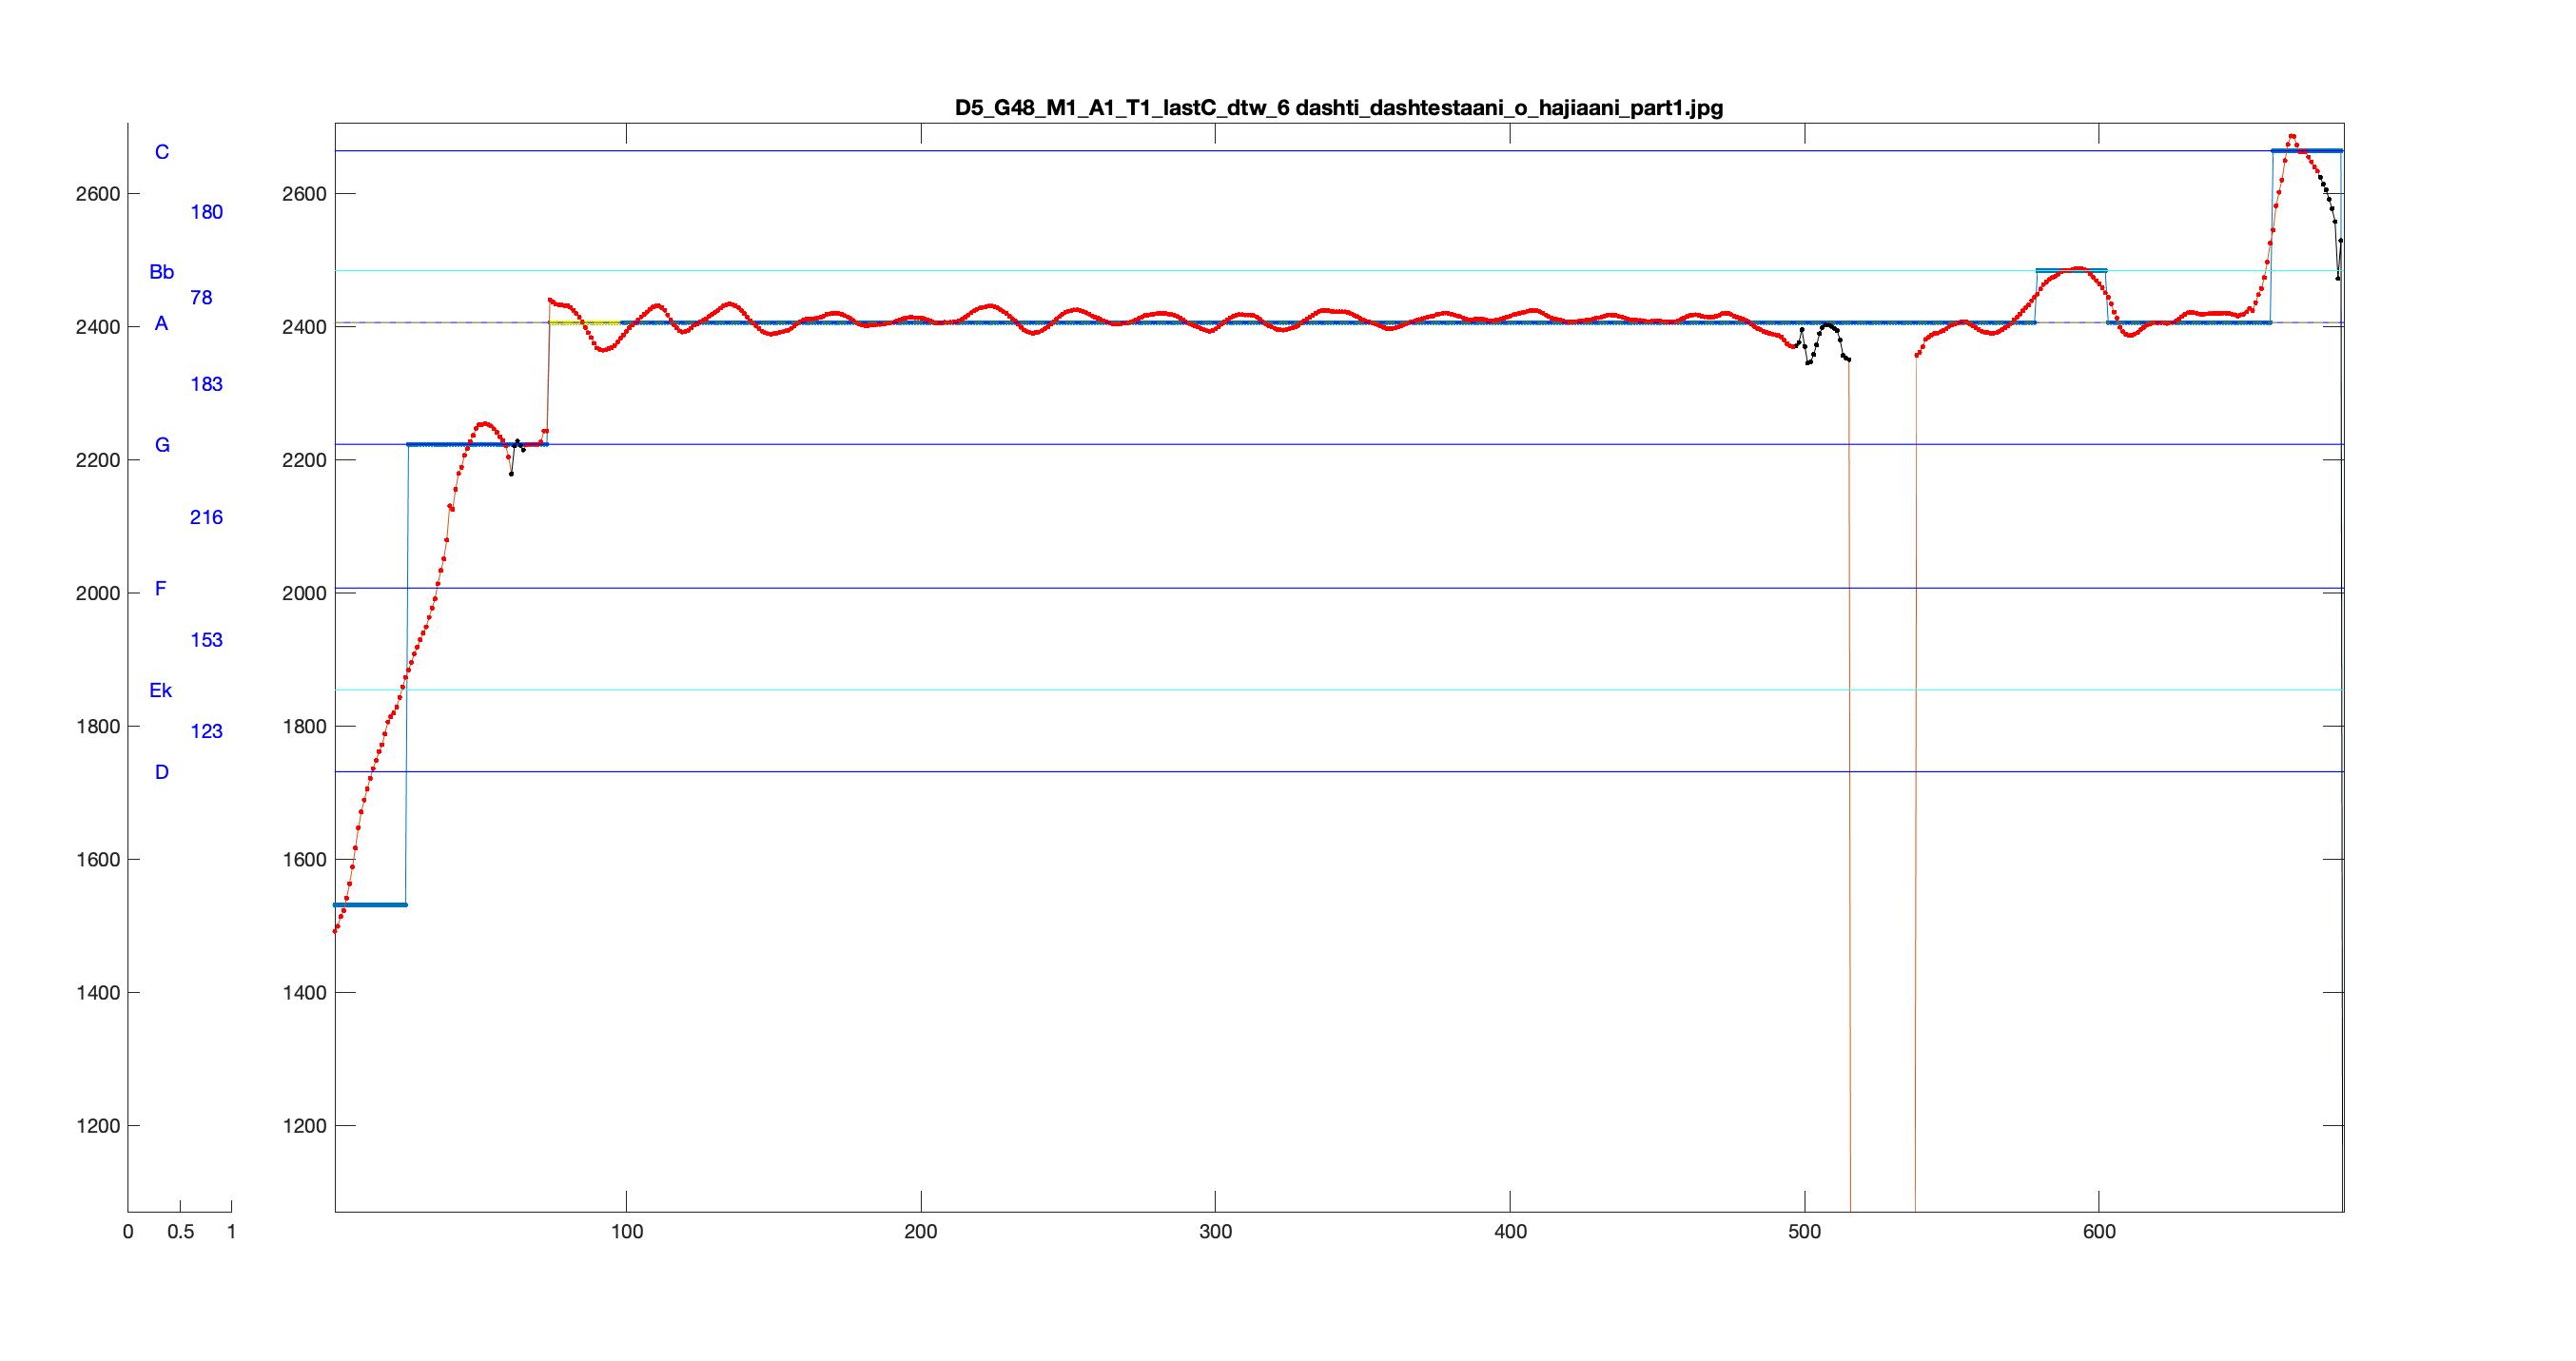 D5_G48_M1_A1_T1_lastC_dtw_6 dashti_dashtestaani_o_hajiaani_part1.jpg
C
2600 2600
180
Bb
78
2400 A 2400
183
G
2200 2200
216
2000 F 2000
153
Ek
1800 1800
123
D
1600 1600
1400 1400
1200 1200
0 0.5 1 100 200 300 400 500 600